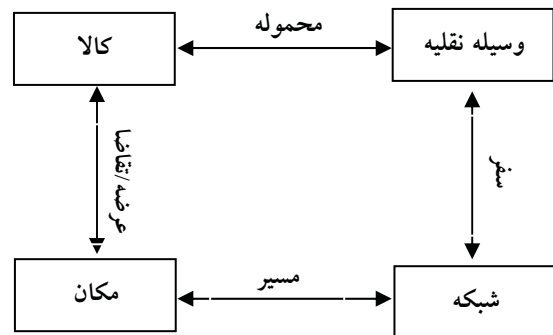 وسیله نقلیه
محموله
کالا
سفر
عرضه/تقاضا
شبکه
مسیر
مکان